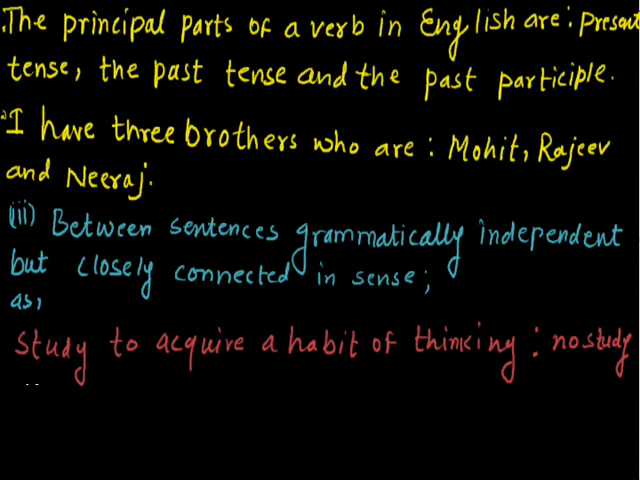 .The principal parts of a verb in English are: present
tense, the past tense and the past participle.
I have three brothers who are: Mohit, Rajeev
and Neeraj.
(iii) Between sentences grammatically independent
but closely connected in sense;
as,
Study to acquire a habit of thinking: no study